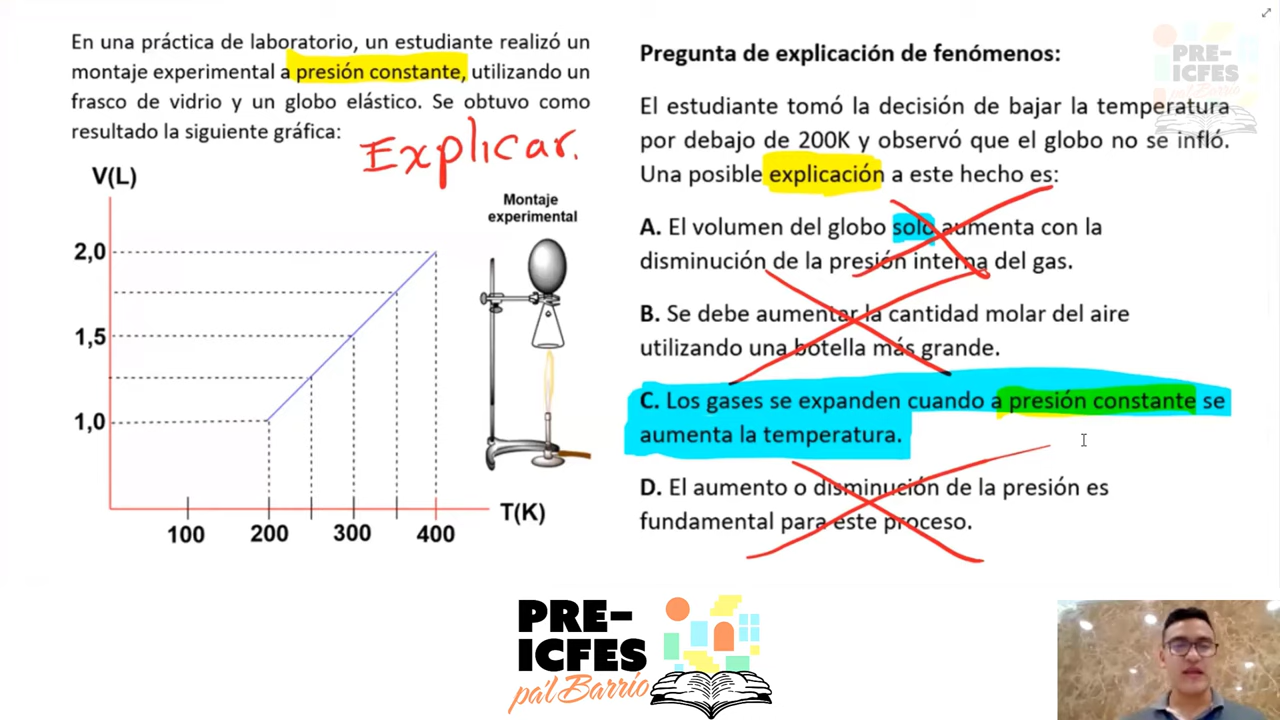 En una práctica de laboratorio, un estudiante realizó un
montaje experimental a presión constante, utilizando un
frasco de vidrio y un globo elástico. Se obtuvo como
resultado la siguiente gráfica:
Explicar.
V(L)
2,0
1,5
1,0
100
200
300
400
T(K)
Montaje
experimental
Pregunta de explicación de fenómenos:
El estudiante tomó la decisión de bajar la temperatura
por debajo de 200K y observó que el globo no se infló.
Una posible explicación a este hecho es:
A. El volumen del globo solo aumenta con la
disminución de la presión interna del gas.
B. Se debe aumentar la cantidad molar del aire
utilizando una botella más grande.
C. Los gases se expanden cuando a presión constante se
aumenta la temperatura.
D. El aumento o disminución de la presión es
fundamental para este proceso.
PRE-
ICFES
PRE-
ICFES
pa'l Barrio